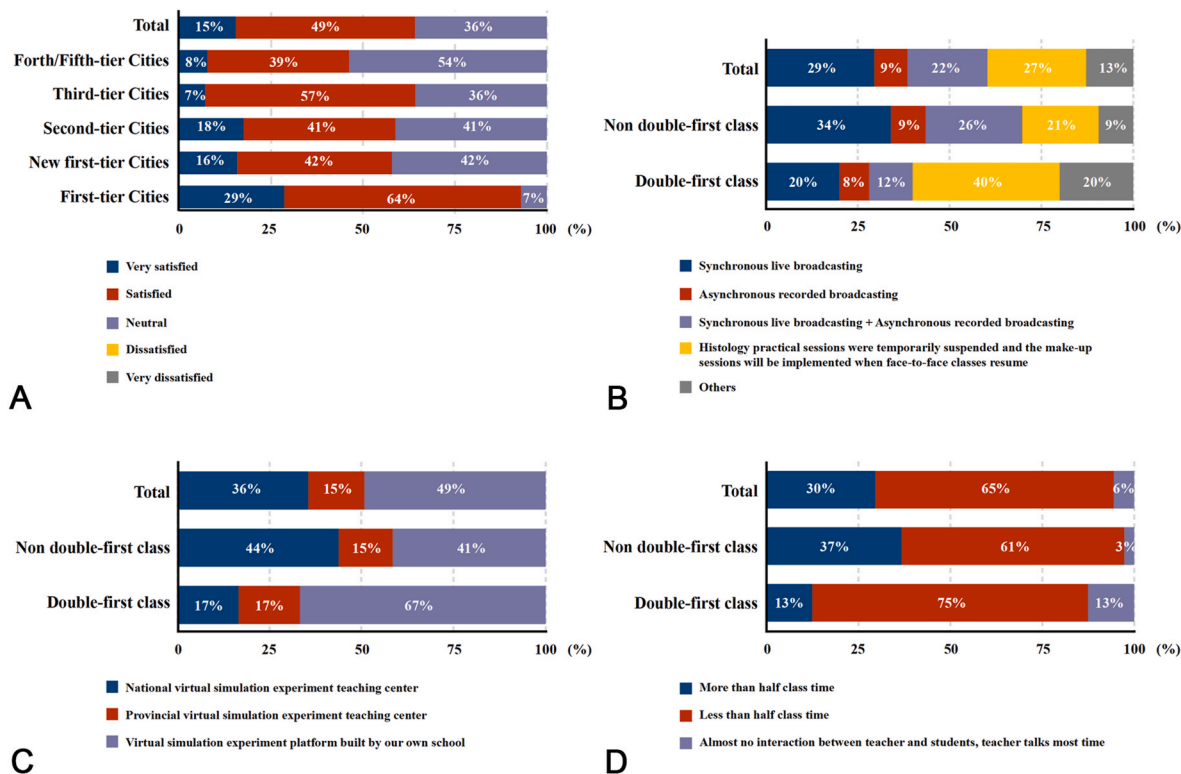 Total
15% 49% 36%
Forth/Fifth-tier Cities
8% 39% 54%
Third-tier Cities
7% 57% 36%
Second-tier Cities
18% 41% 41%
New first-tier Cities
16% 42% 42%
First-tier Cities
29% 64% 7%
0 25 50 75 100 (%)
Very satisfied
Satisfied
Neutral
Dissatisfied
Very dissatisfied
A
Total
29% 9% 22% 27% 13%
Non double-first class
34% 9% 26% 21% 9%
Double-first class
20% 8% 12% 40% 20%
0 25 50 75 100 (%)
Synchronous live broadcasting
Asynchronous recorded broadcasting
Synchronous live broadcasting + Asynchronous recorded broadcasting
Histology practical sessions were temporarily suspended and the make-up
sessions will be implemented when face-to-face classes resume
Others
B
Total
36% 15% 49%
Non double-first class
44% 15% 41%
Double-first class
17% 17% 67%
0 25 50 75 100 (%)
National virtual simulation experiment teaching center
Provincial virtual simulation experiment teaching center
Virtual simulation experiment platform built by our own school
C
Total
30% 65% 6%
Non double-first class
37% 61% 3%
Double-first class
13% 75% 13%
0 25 50 75 100 (%)
More than half class time
Less than half class time
Almost no interaction between teacher and students, teacher talks most time
D